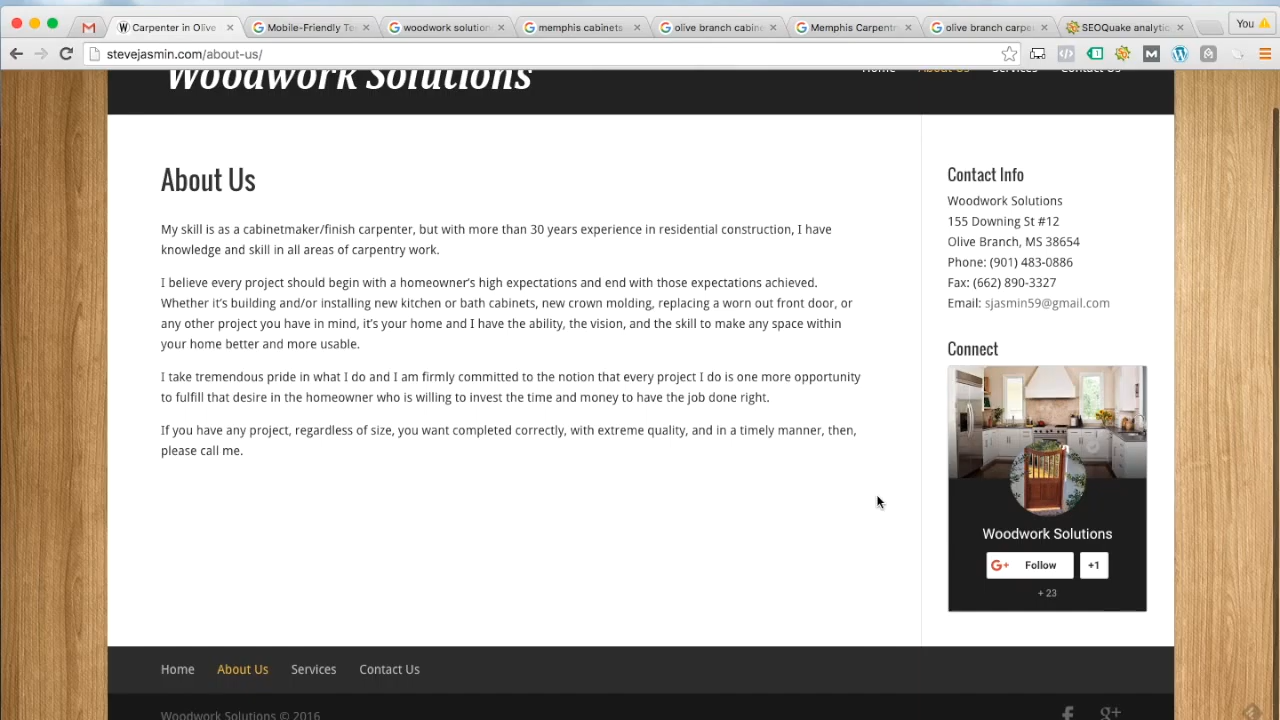 Carpenter in Olive
Mobile-Friendly Te
woodwork solution
memphis cabinets
olive branch cabine
Memphis Carpentr
olive branch carpe
SEOQuake analytic
You
stevejasmin.com/about-us/
Woodwork Solutions
Home About Us Services Contact Us
About Us
My skill is as a cabinetmaker/finish carpenter, but with more than 30 years experience in residential construction, I have
knowledge and skill in all areas of carpentry work.
I believe every project should begin with a homeowner's high expectations and end with those expectations achieved.
Whether it's building and/or installing new kitchen or bath cabinets, new crown molding, replacing a worn out front door, or
any other project you have in mind, it's your home and I have the ability, the vision, and the skill to make any space within
your home better and more usable.
I take tremendous pride in what I do and I am firmly committed to the notion that every project I do is one more opportunity
to fulfill that desire in the homeowner who is willing to invest the time and money to have the job done right.
If you have any project, regardless of size, you want completed correctly, with extreme quality, and in a timely manner, then,
please call me.
Contact Info
Woodwork Solutions
155 Downing St #12
Olive Branch, MS 38654
Phone: (901) 483-0886
Fax: (662) 890-3327
Email: sjasmin59@gmail.com
Connect
Woodwork Solutions
G+ Follow +1
+ 23
Home About Us Services Contact Us
Woodwork Solutions © 2016